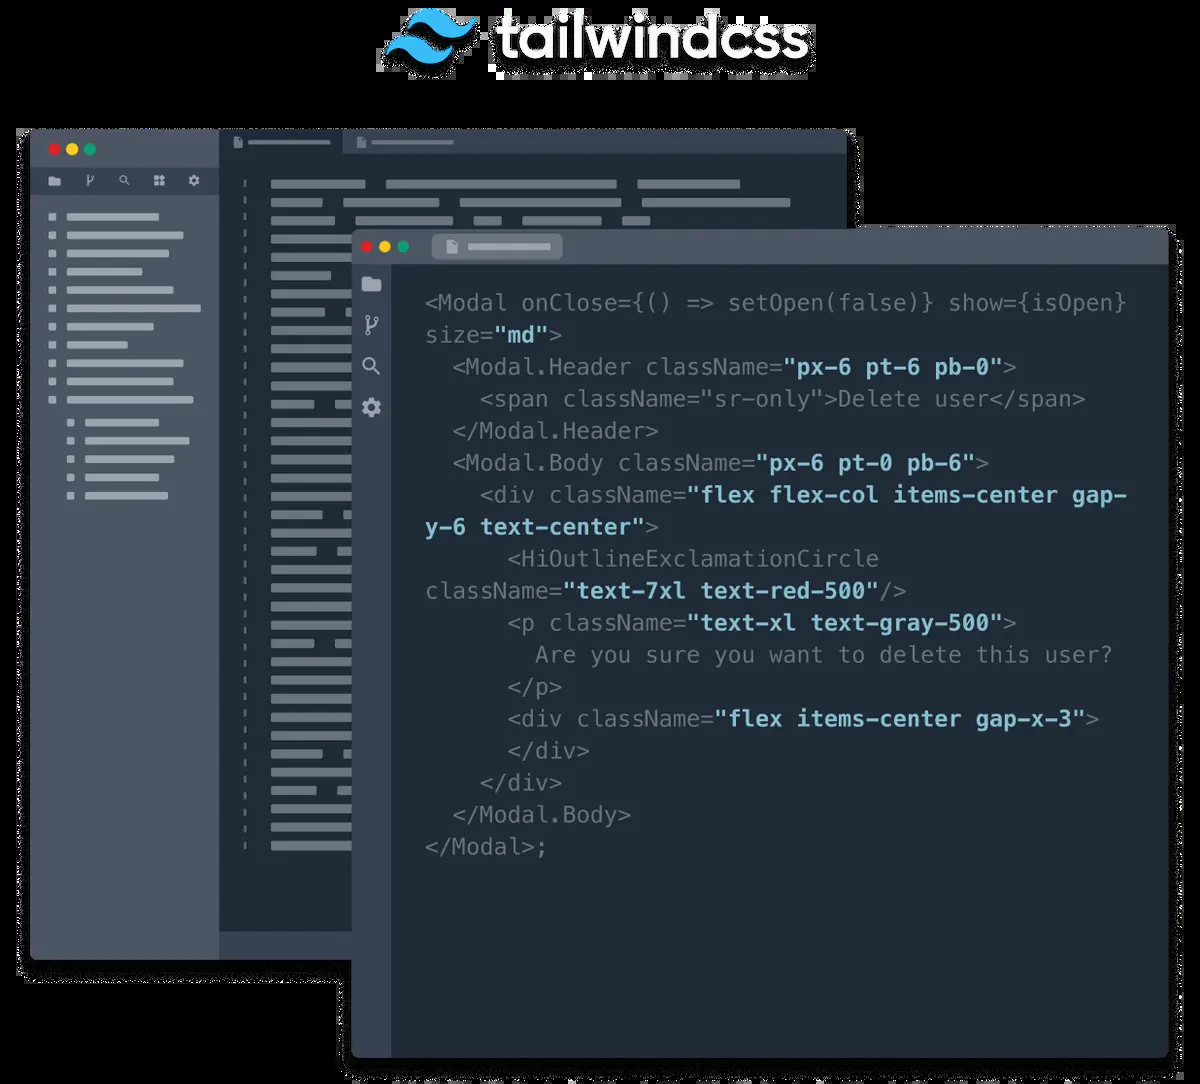 tailwindcss
<Modal onClose={() => setOpen(false)} show={isOpen}
size="md">
<Modal.Header className="px-6 pt-6 pb-0">
<span className="sr-only">Delete user</span>
</Modal.Header>
<Modal.Body className="px-6 pt-0 pb-6">
<div className="flex flex-col items-center gap-
y-6 text-center">
<HiOutlineExclamationCircle
className="text-7xl text-red-500"/>
<p className="text-xl text-gray-500">
Are you sure you want to delete this user?
</p>
<div className="flex items-center gap-x-3">
</div>
</div>
</Modal.Body>
</Modal>;